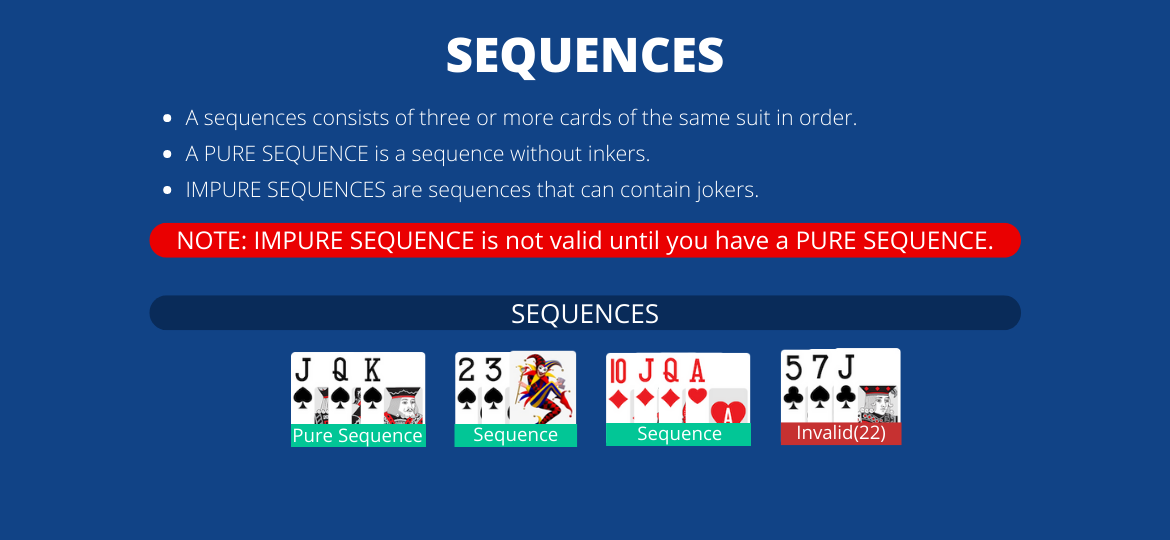 SEQUENCES
A sequences consists of three or more cards of the same suit in order.
A PURE SEQUENCE is a sequence without inkers.
IMPURE SEQUENCES are sequences that can contain jokers.
NOTE: IMPURE SEQUENCE is not valid until you have a PURE SEQUENCE.
SEQUENCES
J Q K
2 3
10 J Q A
A
5 7 J
Pure Sequence
Sequence
Sequence
Invalid(22)